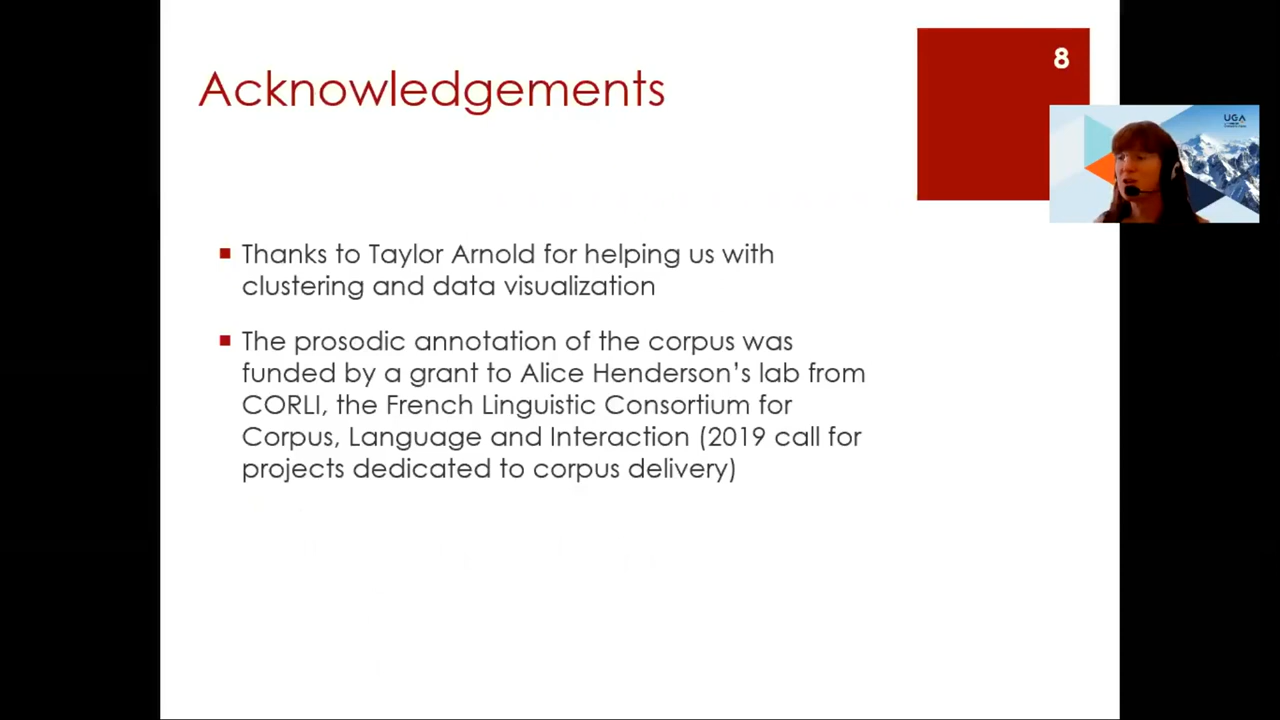 Acknowledgements
8
UGA
Thanks to Taylor Arnold for helping us with
clustering and data visualization
The prosodic annotation of the corpus was
funded by a grant to Alice Henderson’s lab from
CORLI, the French Linguistic Consortium for
Corpus, Language and Interaction (2019 call for
projects dedicated to corpus delivery)